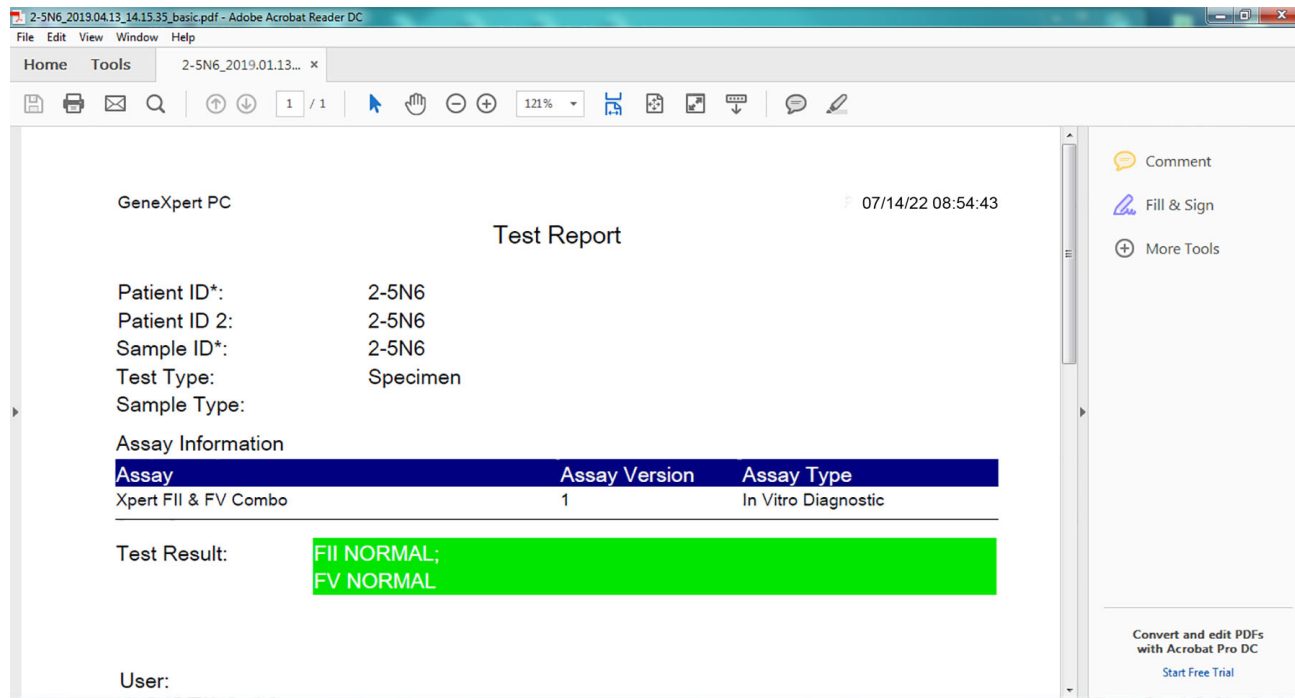 2-5N6_2019.04.13_14.15.35_basic.pdf - Adobe Acrobat Reader DC
File Edit View Window Help
Home Tools 2-5N6_2019.01.13... ×
1 / 1 121%
GeneXpert PC 07/14/22 08:54:43
Test Report
Patient ID*: 2-5N6
Patient ID 2: 2-5N6
Sample ID*: 2-5N6
Test Type: Specimen
Sample Type:
Assay Information
Assay Assay Version Assay Type
Xpert FII & FV Combo 1 In Vitro Diagnostic
Test Result: FII NORMAL;
FV NORMAL
User:
Comment
Fill & Sign
More Tools
Convert and edit PDFs
with Acrobat Pro DC
Start Free Trial